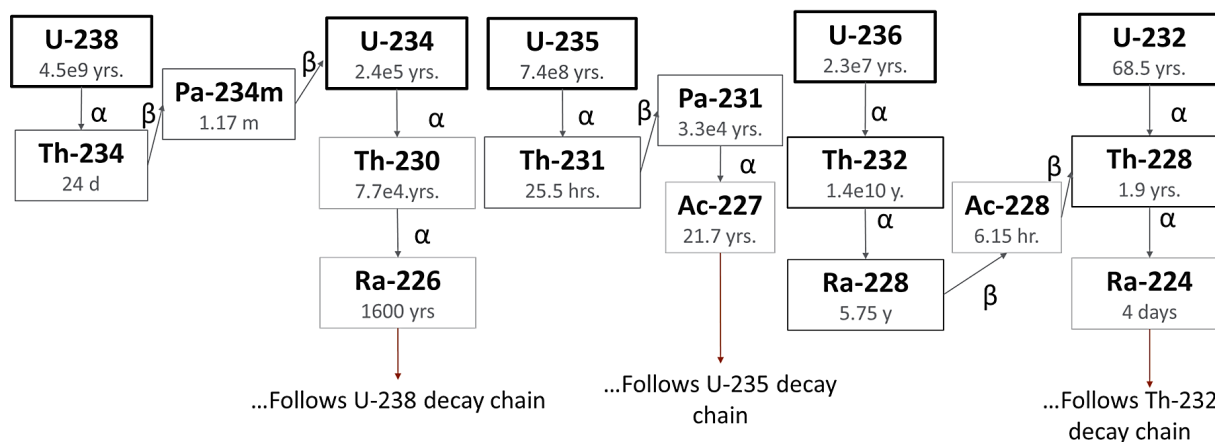 U-238
4.5e9 yrs.
α
Th-234
24 d
β
Pa-234m
1.17 m
β
U-234
2.4e5 yrs.
α
Th-230
7.7e4.yrs.
α
Ra-226
1600 yrs
...Follows U-238 decay chain
U-235
7.4e8 yrs.
α
Th-231
25.5 hrs.
β
Pa-231
3.3e4 yrs.
α
Ac-227
21.7 yrs.
...Follows U-235 decay
chain
U-236
2.3e7 yrs.
α
Th-232
1.4e10 y.
α
Ra-228
5.75 y
β
Ac-228
6.15 hr.
β
U-232
68.5 yrs.
α
Th-228
1.9 yrs.
α
Ra-224
4 days
...Follows Th-232
decay chain